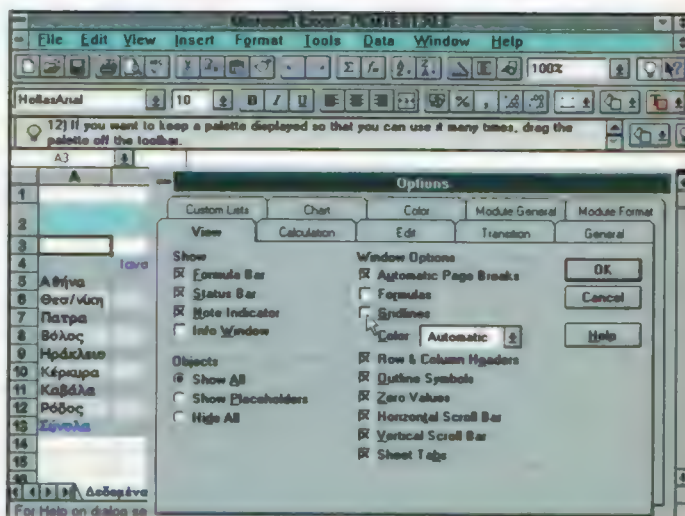 Microsoft Excel -
File Edit View Insert Format Tools Data Window Help
100%
HellasArial 10 B I U
12) If you want to keep a palette displayed so that you can use it many times, drag the
palette off the toolbar.
A3
Options
Custom Lists Chart Color Module General Module Format
View Calculation Edit Transition General
Show
Formula Bar
Status Bar
Note Indicator
Info Window
Objects
Show All
Show Placeholders
Hide All
Window Options
Automatic Page Breaks
Formulas
Gridlines
Color Automatic
Row & Column Headers
Outline Symbols
Zero Values
Horizontal Scroll Bar
Vertical Scroll Bar
Sheet Tabs
OK
Cancel
Help
A
1
2
3
4 Ιανο
5 Αθήνα
6 Θεσ/νίκη
7 Πατρα
8 Βόλος
9 Ηράκλειο
10 Κέρκυρα
11 Καβάλα
12 Ρόδος
13 Σύνολα
14
15
16
Δεδομένα
For Help on dialog se